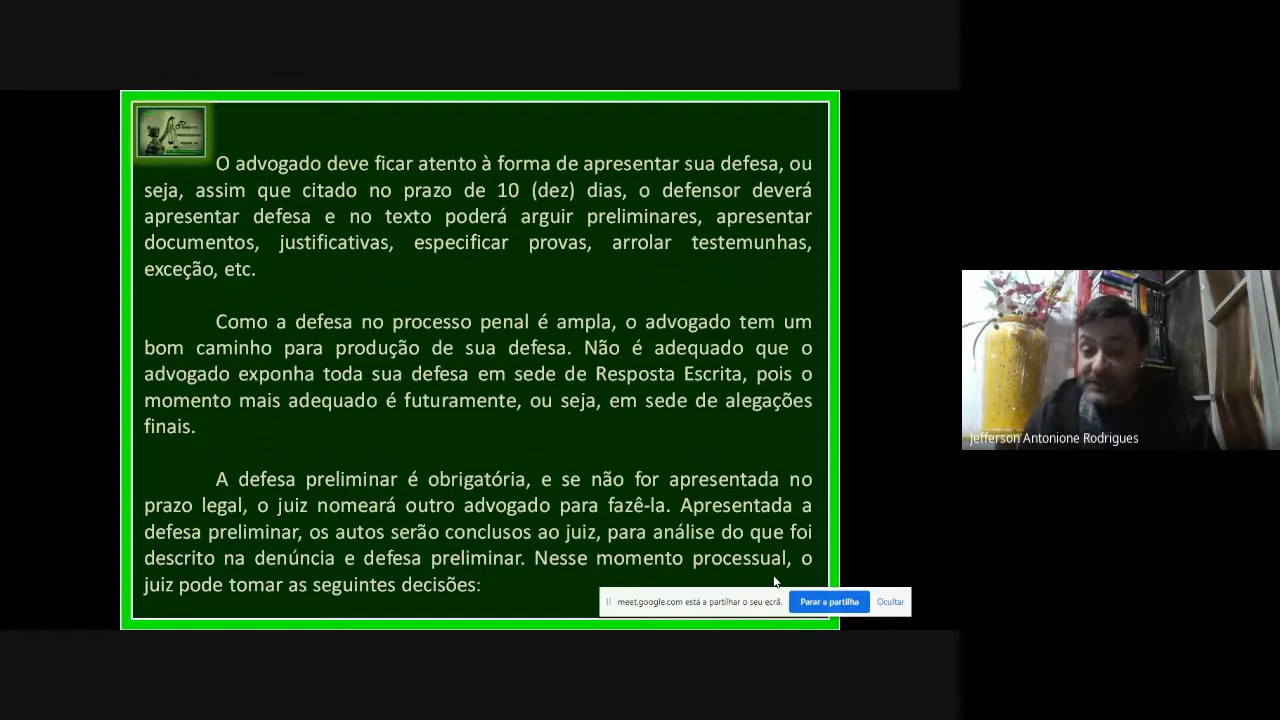 O advogado deve ficar atento à forma de apresentar sua defesa, ou
seja, assim que citado no prazo de 10 (dez) dias, o defensor deverá
apresentar defesa e no texto poderá arguir preliminares, apresentar
documentos, justificativas, especificar provas, arrolar testemunhas,
exceção, etc.
Como a defesa no processo penal é ampla, o advogado tem um
bom caminho para produção de sua defesa. Não é adequado que o
advogado exponha toda sua defesa em sede de Resposta Escrita, pois o
momento mais adequado é futuramente, ou seja, em sede de alegações
finais.
A defesa preliminar é obrigatória, e se não for apresentada no
prazo legal, o juiz nomeará outro advogado para fazê-la. Apresentada a
defesa preliminar, os autos serão conclusos ao juiz, para análise do que foi
descrito na denúncia e defesa preliminar. Nesse momento processual, o
juiz pode tomar as seguintes decisões:
meet.google.com está a partilhar o seu ecrã. Parar a partilha Ocultar
Jefferson Antonione Rodrigues